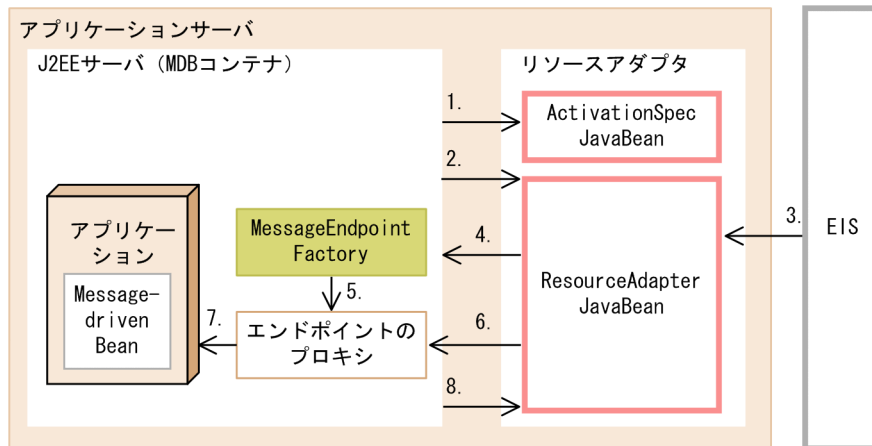 アプリケーションサーバ
J2EEサーバ（MDBコンテナ）
リソースアダプタ
1.
ActivationSpec
JavaBean
2.
3.
EIS
アプリケー
ション
Message-
driven
Bean
MessageEndpoint
Factory
4.
ResourceAdapter
JavaBean
5.
7.
エンドポイントの
プロキシ
6.
8.